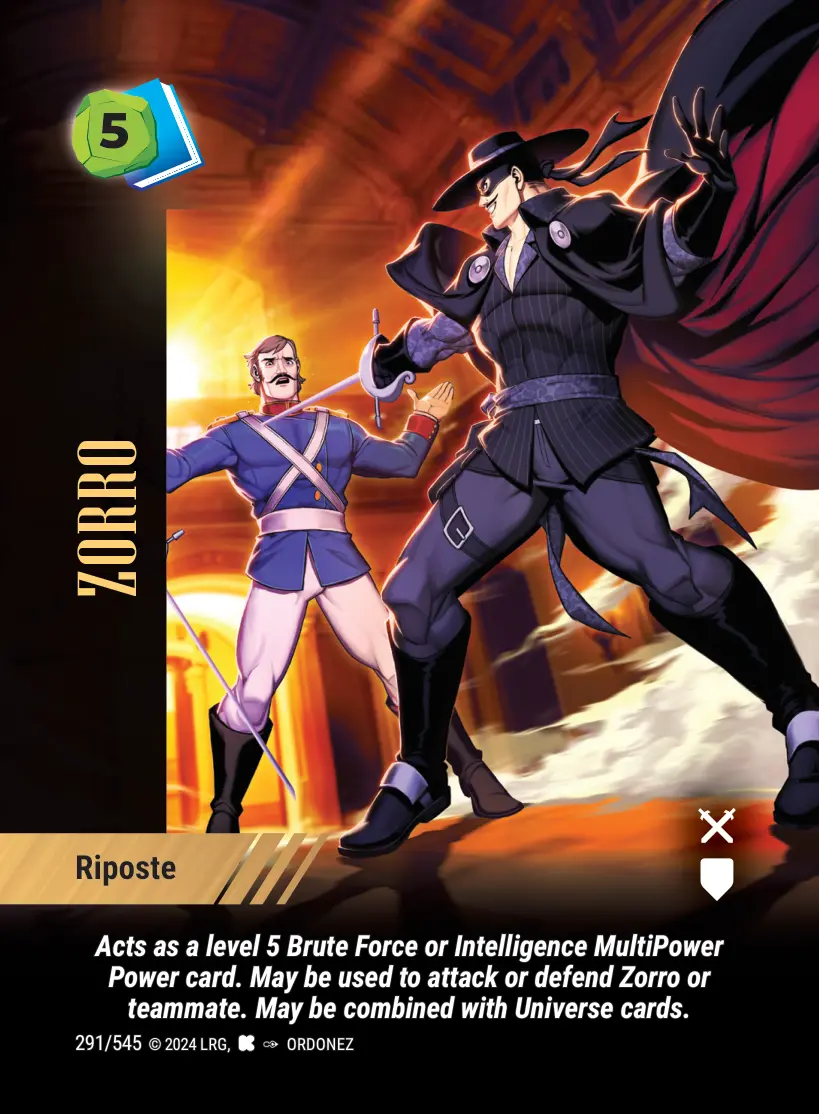 5
ZORRO
Riposte
Acts as a level 5 Brute Force or Intelligence MultiPower
Power card. May be used to attack or defend Zorro or
teammate. May be combined with Universe cards.
291/545 © 2024 LRG, ORDONEZ